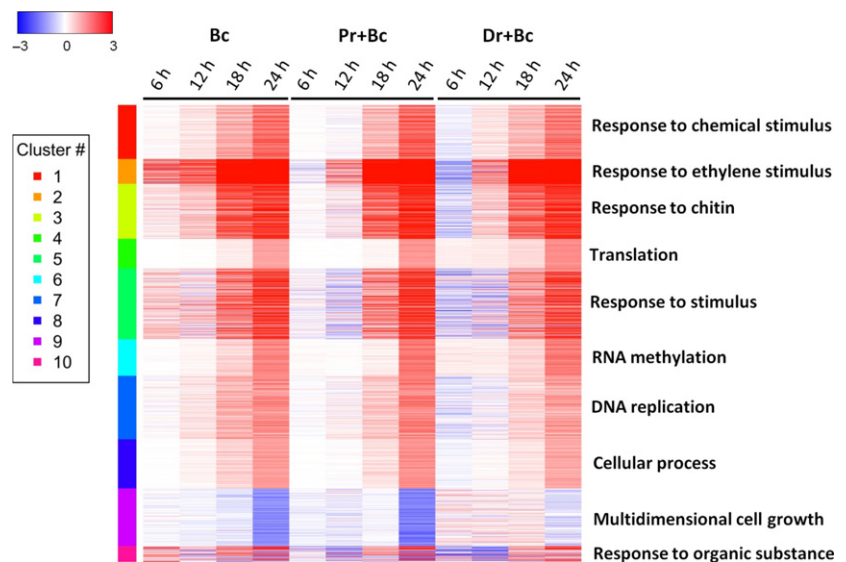 −3 0 3
Bc Pr+Bc Dr+Bc
6 h 12 h 18 h 24 h 6 h 12 h 18 h 24 h 6 h 12 h 18 h 24 h
Cluster #
1
2
3
4
5
6
7
8
9
10
Response to chemical stimulus
Response to ethylene stimulus
Response to chitin
Translation
Response to stimulus
RNA methylation
DNA replication
Cellular process
Multidimensional cell growth
Response to organic substance